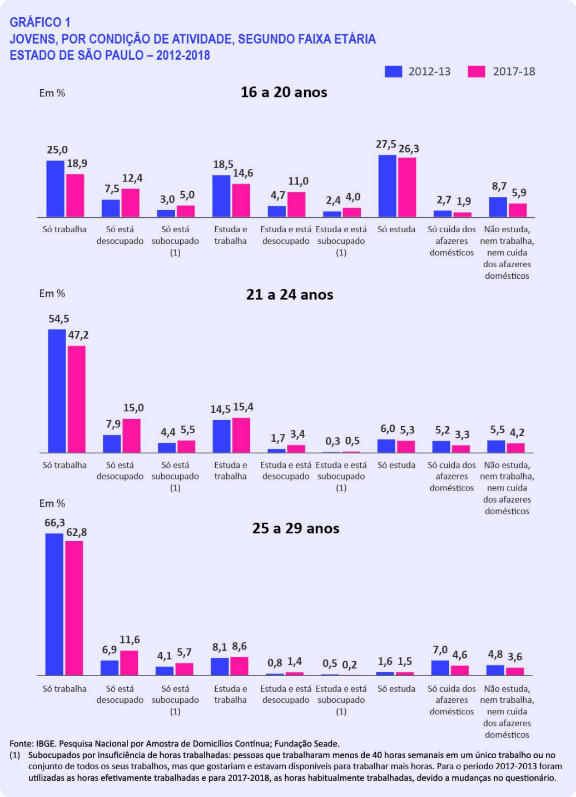 GRÁFICO 1
JOVENS, POR CONDIÇÃO DE ATIVIDADE, SEGUNDO FAIXA ETÁRIA
ESTADO DE SÃO PAULO – 2012-2018
2012-13 2017-18
Em % 16 a 20 anos
25,0 18,9 7,5 12,4 3,0 5,0 18,5 14,6 4,7 11,0 2,4 4,0 27,5 26,3 2,7 1,9 8,7 5,9
Só trabalha Só está Só está Estuda e Estuda e está Estuda e está Só estuda Só cuida dos Não estuda,
desocupado subocupado trabalha desocupado subocupado afazeres nem trabalha,
(1) (1) domésticos nem cuida
dos afazeres
domésticos
Em % 21 a 24 anos
54,5 47,2 7,9 15,0 4,4 5,5 14,5 15,4 1,7 3,4 0,3 0,5 6,0 5,3 5,2 3,3 5,5 4,2
Só trabalha Só está Só está Estuda e Estuda e está Estuda e está Só estuda Só cuida dos Não estuda,
desocupado subocupado trabalha desocupado subocupado afazeres nem trabalha,
(1) (1) domésticos nem cuida
dos afazeres
domésticos
Em %
25 a 29 anos
66,3 62,8 6,9 11,6 4,1 5,7 8,1 8,6 0,8 1,4 0,5 0,2 1,6 1,5 7,0 4,6 4,8 3,6
Só trabalha Só está Só está Estuda e Estuda e está Estuda e está Só estuda Só cuida dos Não estuda,
desocupado subocupado trabalha desocupado subocupado afazeres nem trabalha,
(1) (1) domésticos nem cuida
dos afazeres
domésticos
Fonte: IBGE. Pesquisa Nacional por Amostra de Domicílios Contínua; Fundação Seade.
(1) Subocupados por insuficiência de horas trabalhadas: pessoas que trabalharam menos de 40 horas semanais em um único trabalho ou no
conjunto de todos os seus trabalhos, mas que gostariam e estavam disponíveis para trabalhar mais horas. Para o período 2012-2013 foram
utilizadas as horas efetivamente trabalhadas e para 2017-2018, as horas habitualmente trabalhadas, devido a mudanças no questionário.